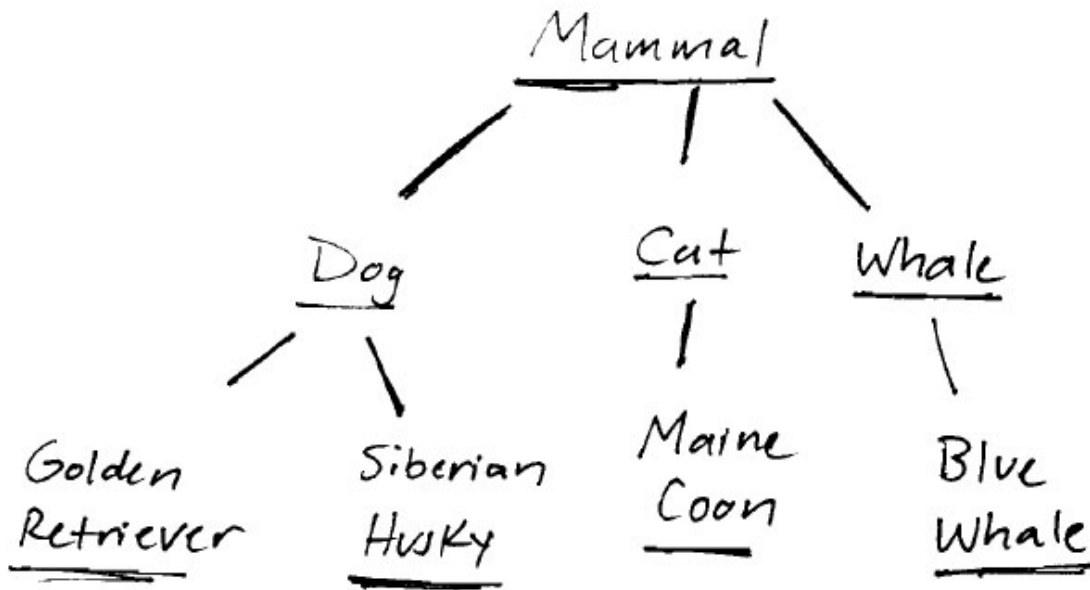 Mammal
Dog
Cat
Whale
Golden
Retriever
Siberian
Husky
Maine
Coon
Blue
Whale